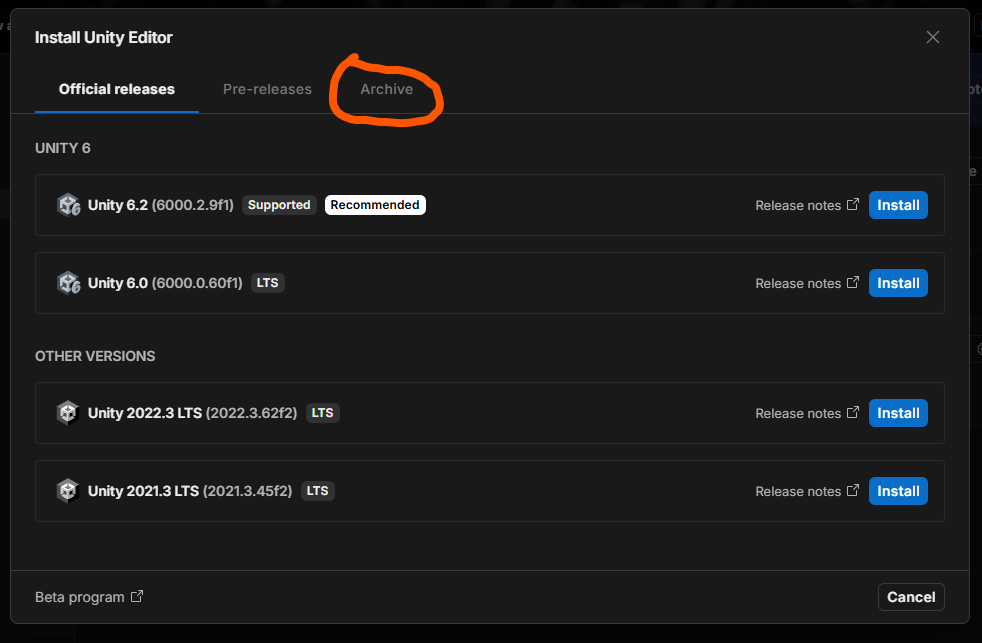 Install Unity Editor
Official releases Pre-releases Archive
UNITY 6
Unity 6.2 (6000.2.9f1) Supported Recommended Release notes Install
Unity 6.0 (6000.0.60f1) LTS Release notes Install
OTHER VERSIONS
Unity 2022.3 LTS (2022.3.62f2) LTS Release notes Install
Unity 2021.3 LTS (2021.3.45f2) LTS Release notes Install
Beta program Cancel